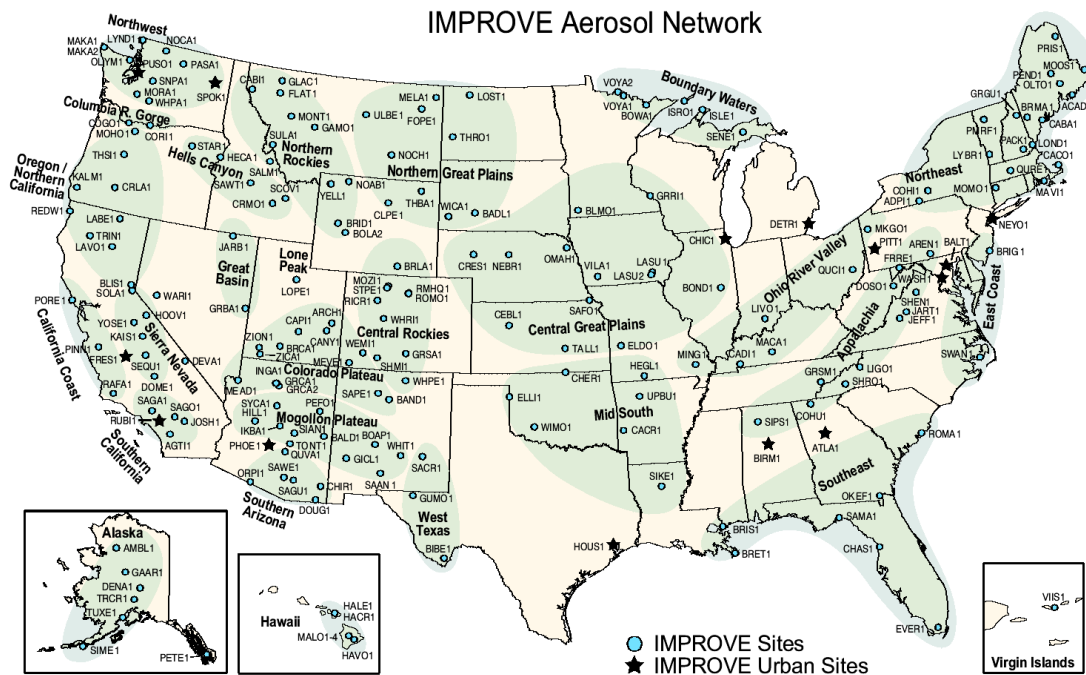 IMPROVE Aerosol Network
Northwest
MAKA1
MAKA2
LYND1
NOCA1
OLYM1
PUSO1
PASA1
SNPA1
MORA1
WHPA1
SPOK1
Columbia R. Gorge
COGO1
MOHO1
CORI1
THSI1
STAR1
Hells Canyon
HECA1
Oregon /
Northern
California
KALM1
CRLA1
REDW1
LABE1
TRIN1
LAVO1
CABI1
GLAC1
FLAT1
MONT1
GAMO1
ULBE1
SULA1
Northern
Rockies
SALM1
SAWT1
SCOV1
CRMO1
MELA1
FOPE1
LOST1
THRO1
NOCH1
Northern Great Plains
YELL1
NOAB1
THBA1
CLPE1
BRID1
BOLA2
WICA1
BADL1
BRLA1
CRES1
NEBR1
OMAH1
VOYA2
VOYA1
BOWA1
Boundary Waters
ISRO1
ISLE1
SENE1
BLMO1
GRRI1
CHIC1
DETR1
VILA1
LASU1
LASU2
BOND1
SAFO1
QUCI1
LIVO1
Ohio River Valley
MACA1
CADI1
MING1
PRIS1
MOOS1
PEND1
OLTO1
ACAD
GRGU1
BRMA1
CABA1
PMRF1
PACK1
LOND1
CACO1
LYBR1
QURE1
Northeast
COHI1
ADPI1
MOMO1
MAVI1
NEYO1
MKGO1
PITT1
AREN1
BALT1
BRIG1
FRRE1
WASH1
DOSO1
SHEN1
JART1
JEFF1
East Coast
Appalachia
SWAN1
LIGO1
SHRO1
GRSM1
COHU1
SIPS1
BIRM1
ATLA1
ROMA1
Southeast
OKEF1
SAMA1
CHAS1
EVER1
BRIS1
BRET1
JARB1
Great
Basin
Lone
Peak
LOPE1
BLIS1
SOLA1
WARI1
GRBA1
PORE1
HOOV1
YOSE1
KAIS1
California Coast
Sierra Nevada
PINN1
FRES1
SEQU1
DOME1
DEVA1
RAFA1
SAGA1
SAGO1
RUBI1
JOSH1
AGTI1
Southern
California
MOZI1
STPE1
RICR1
RMHQ1
ROMO1
WHRI1
Central Rockies
ARCH1
CAPI1
CANY1
ZION1
BRCA1
ZICA1
WEMI1
MEVE
SHMI1
GRSA1
Colorado Plateau
INGA1
GRCA1
GRCA2
MEAD1
SAPE1
BAND1
WHPE1
SYCA1
HILL1
PEFO1
Mogollon Plateau
IKBA1
SIAN1
BALD1
BOAP1
WHIT1
PHOE1
TONT1
QUVA1
GICL1
SACR1
SAWE1
ORPI1
SAGU1
CHIR1
SAAN1
DOUG1
GUMO1
Southern
Arizona
West
Texas
BIBE1
CEBL1
Central Great Plains
TALL1
ELDO1
CHER1
HEGL1
ELLI1
UPBU1
Mid South
WIMO1
CACR1
SIKE1
HOUS1
Alaska
AMBL1
GAAR1
DENA1
TRCR1
TUXE1
SIME1
PETE1
Hawaii
HALE1
HACR1
MALO1-4
HAVO1
VIIS1
Virgin Islands
IMPROVE Sites
IMPROVE Urban Sites